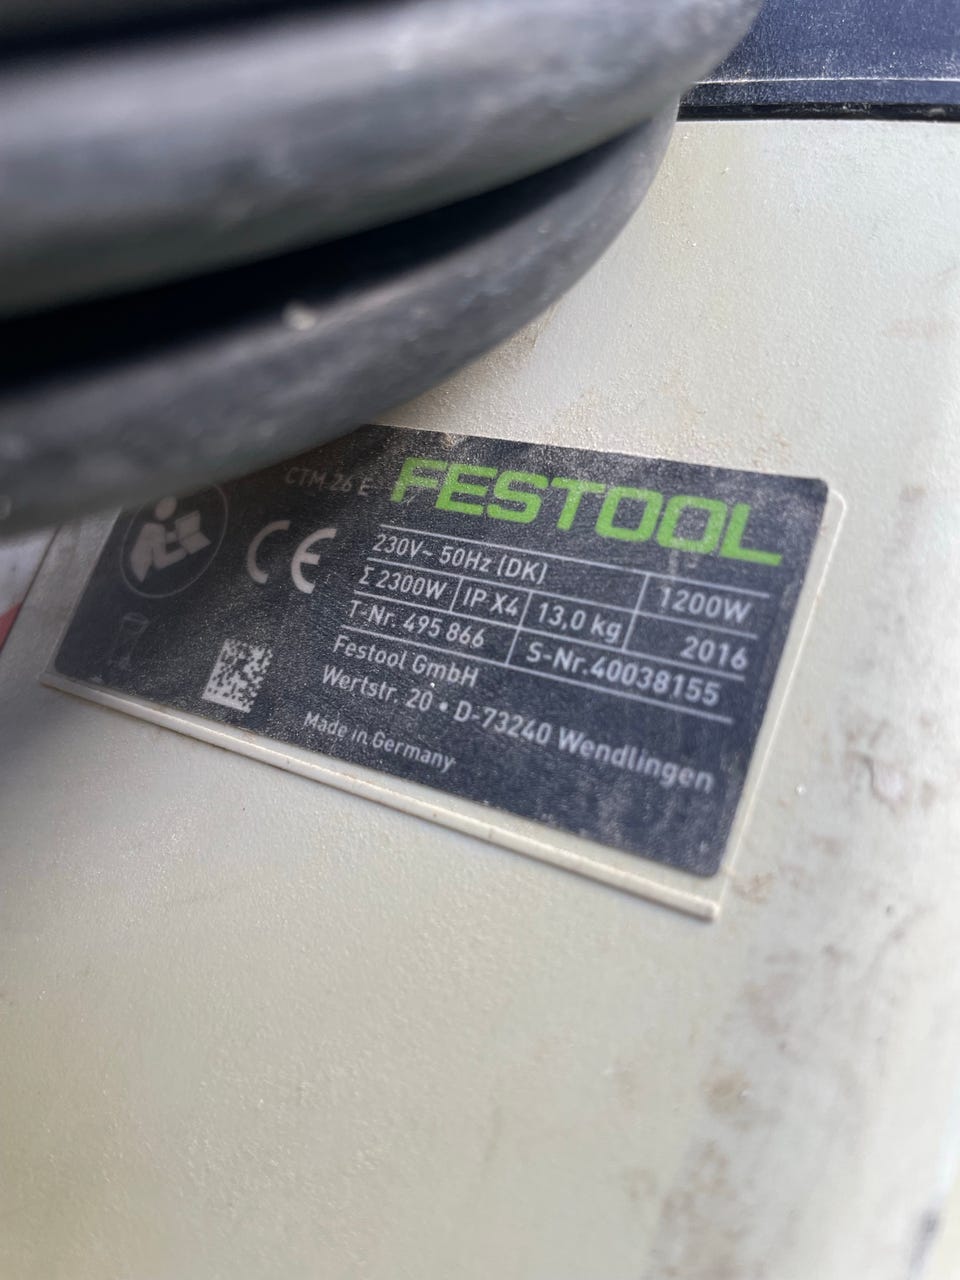 CTM 26 E FESTOOL
CE
230V~ 50Hz (DK) 1200W
Σ 2300W IP X4 13,0 kg 2016
T-Nr. 495 866 S-Nr.40038155
Festool GmbH
Wertstr. 20 • D-73240 Wendlingen
Made in Germany